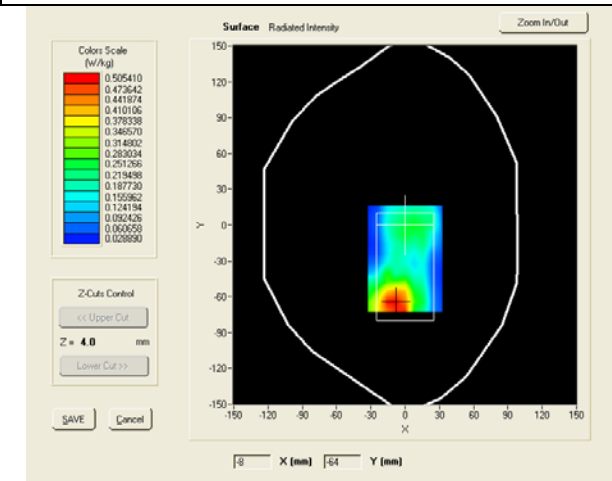 Surface Radiated Intensity
Zoom In/Out
Colors Scale
(W/kg)
0.505410
0.473642
0.441874
0.410106
0.378338
0.346570
0.314802
0.283034
0.251266
0.219498
0.187730
0.155962
0.124194
0.092426
0.060658
0.028890
Z-Cuts Control
<< Upper Cut
Z = 4.0 mm
Lower Cut >>
SAVE Cancel
150-
120-
90-
60-
30-
Y 0-
-30-
-60-
-90-
-120-
-150-
-150 -120 -90 -60 -30 0 30 60 90 120 150
X
-8 X (mm) -64 Y (mm)